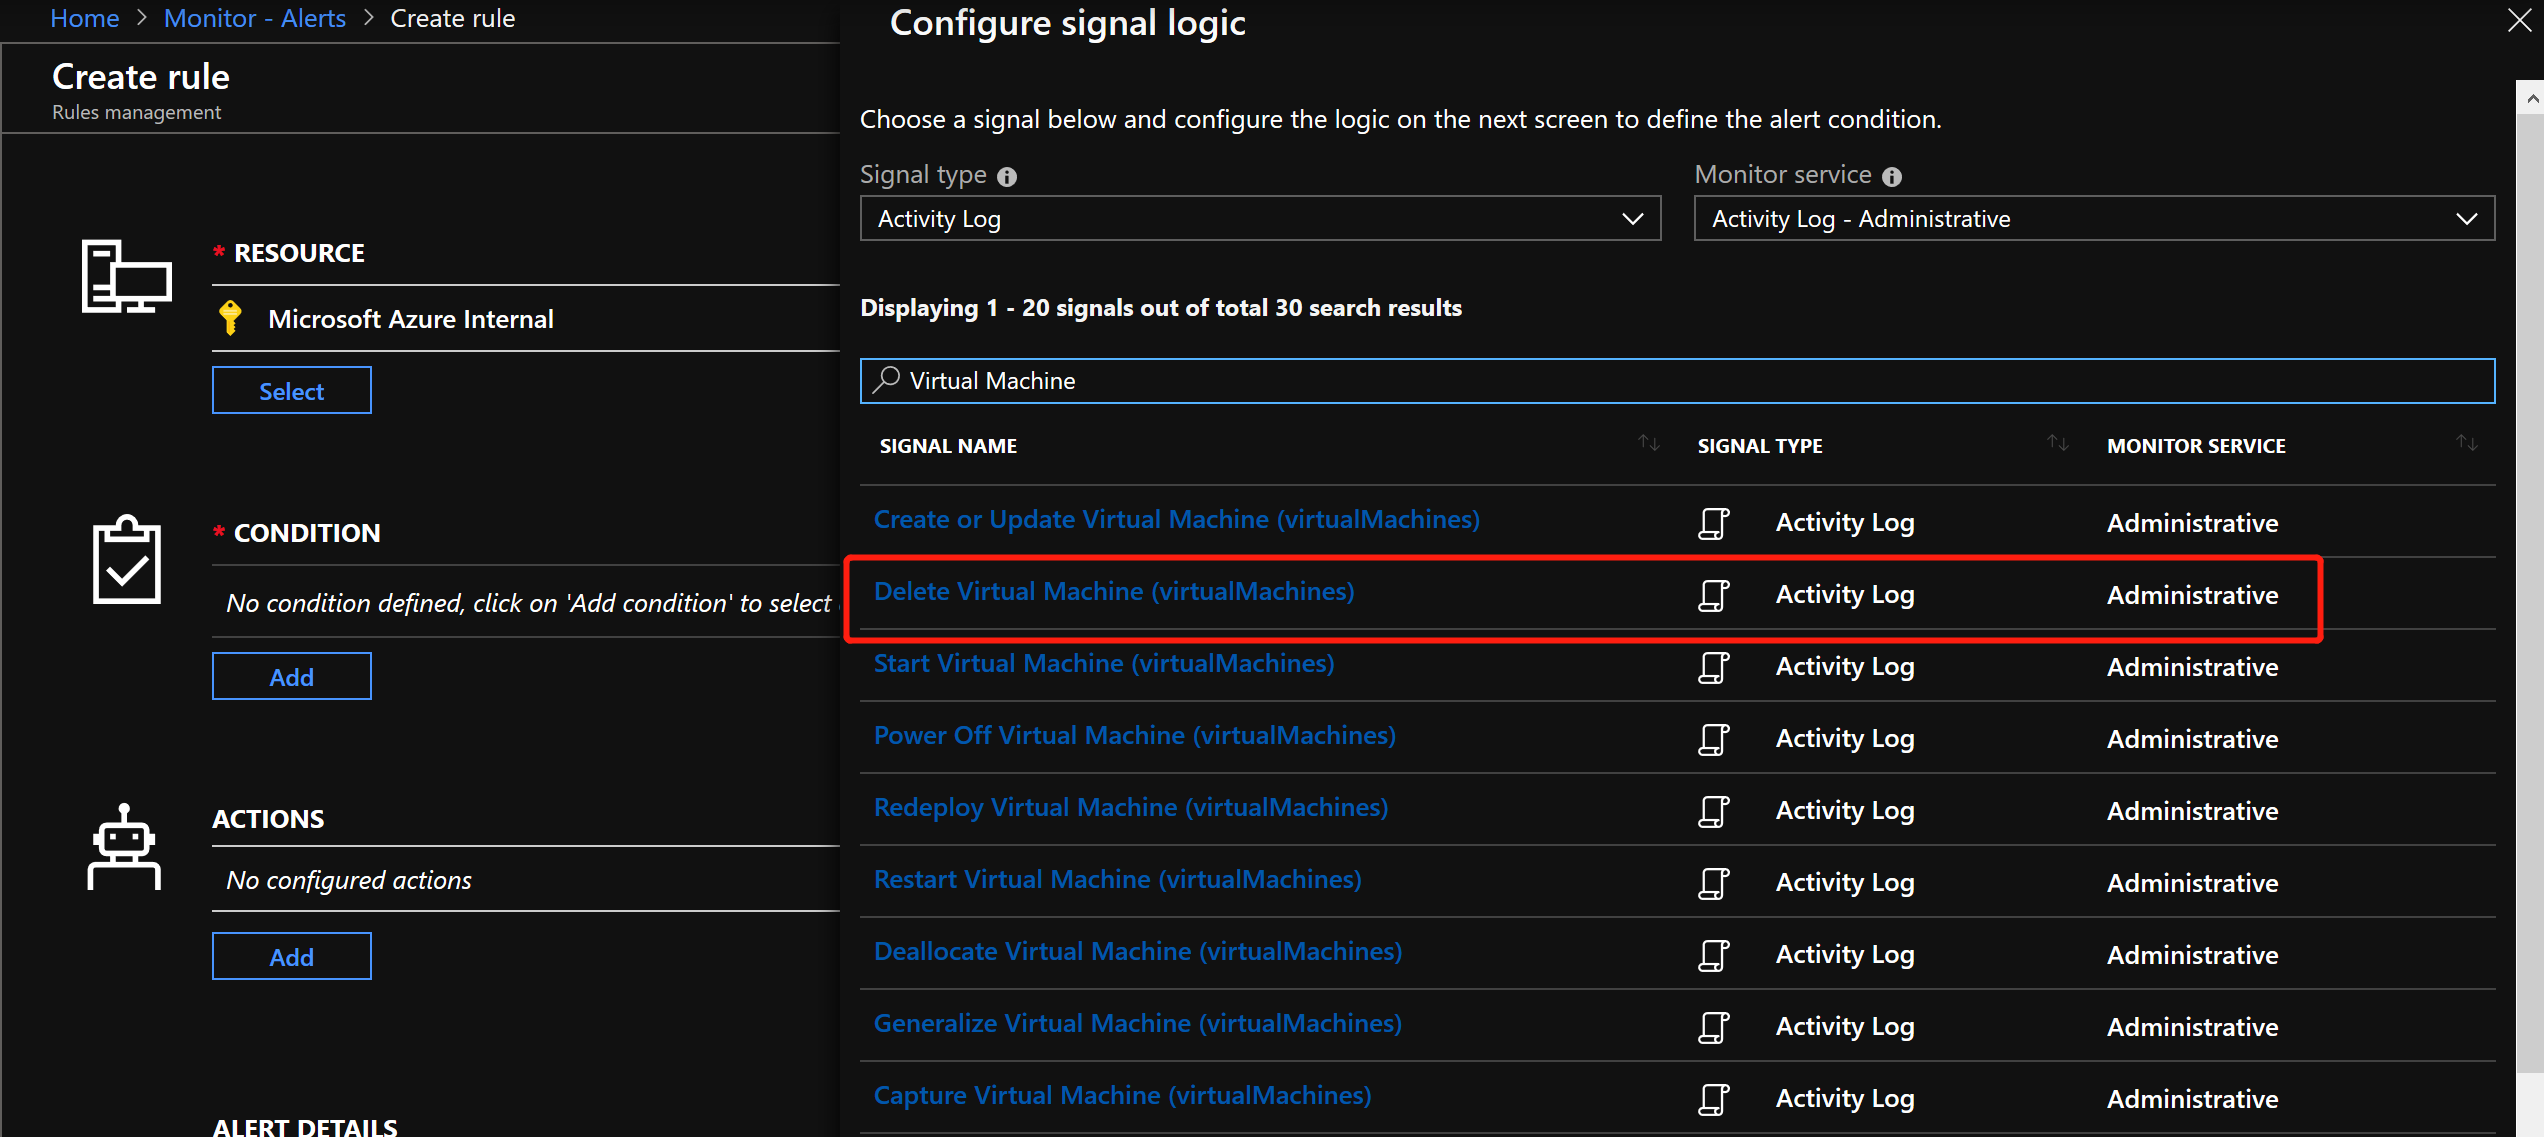 Home > Monitor - Alerts > Create rule
Create rule
Rules management
* RESOURCE
Microsoft Azure Internal
Select
* CONDITION
No condition defined, click on 'Add condition' to select
Add
ACTIONS
No configured actions
Add
ALERT DETAILS
Configure signal logic
Choose a signal below and configure the logic on the next screen to define the alert condition.
Signal type
Monitor service
Activity Log
Activity Log - Administrative
Displaying 1 - 20 signals out of total 30 search results
Virtual Machine
SIGNAL NAME SIGNAL TYPE MONITOR SERVICE
Create or Update Virtual Machine (virtualMachines) Activity Log Administrative
Delete Virtual Machine (virtualMachines) Activity Log Administrative
Start Virtual Machine (virtualMachines) Activity Log Administrative
Power Off Virtual Machine (virtualMachines) Activity Log Administrative
Redeploy Virtual Machine (virtualMachines) Activity Log Administrative
Restart Virtual Machine (virtualMachines) Activity Log Administrative
Deallocate Virtual Machine (virtualMachines) Activity Log Administrative
Generalize Virtual Machine (virtualMachines) Activity Log Administrative
Capture Virtual Machine (virtualMachines) Activity Log Administrative